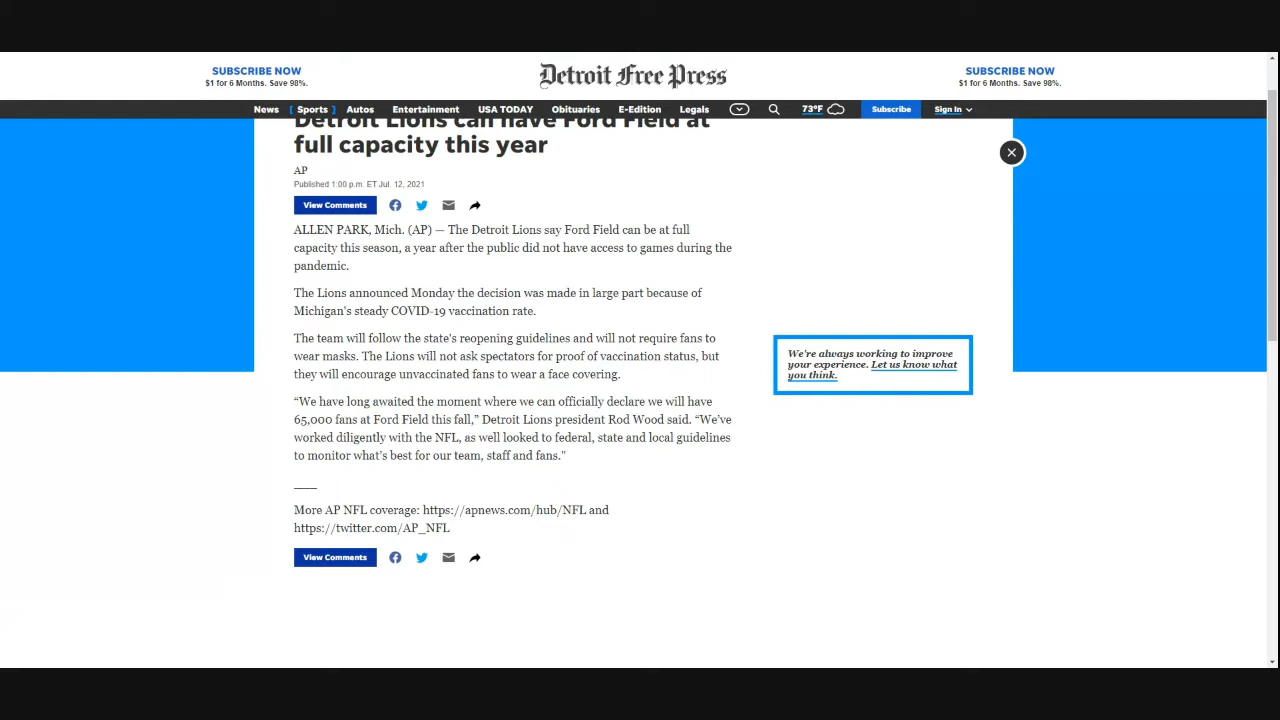 SUBSCRIBE NOW
$1 for 6 Months. Save 98%.
Detroit Free Press
SUBSCRIBE NOW
$1 for 6 Months. Save 98%.
News [ Sports ] Autos Entertainment USA TODAY Obituaries E-Edition Legals 73°F Subscribe Sign In
Detroit Lions can have Ford Field at
full capacity this year
AP
Published 1:00 p.m. ET Jul. 12, 2021
View Comments
ALLEN PARK, Mich. (AP) — The Detroit Lions say Ford Field can be at full
capacity this season, a year after the public did not have access to games during the
pandemic.
The Lions announced Monday the decision was made in large part because of
Michigan's steady COVID-19 vaccination rate.
The team will follow the state's reopening guidelines and will not require fans to
wear masks. The Lions will not ask spectators for proof of vaccination status, but
they will encourage unvaccinated fans to wear a face covering.
“We have long awaited the moment where we can officially declare we will have
65,000 fans at Ford Field this fall,” Detroit Lions president Rod Wood said. “We’ve
worked diligently with the NFL, as well looked to federal, state and local guidelines
to monitor what’s best for our team, staff and fans."
___
More AP NFL coverage: https://apnews.com/hub/NFL and
https://twitter.com/AP_NFL
View Comments
We're always working to improve
your experience. Let us know what
you think.